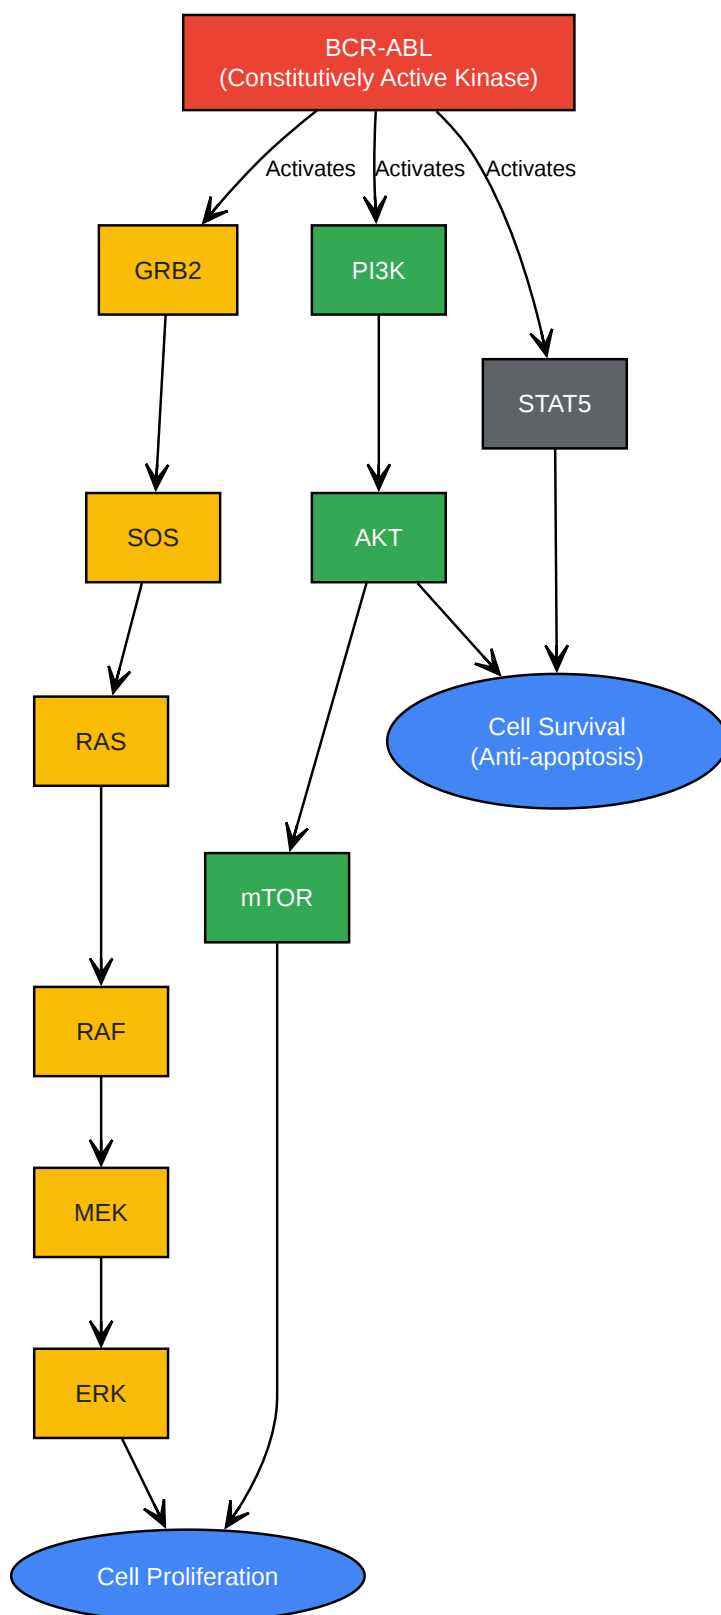 BCR-ABL
(Constitutively Active Kinase)
Activates
Activates
Activates
GRB2
PI3K
STAT5
SOS
AKT
RAS
Cell Survival
(Anti-apoptosis)
mTOR
RAF
MEK
ERK
Cell Proliferation